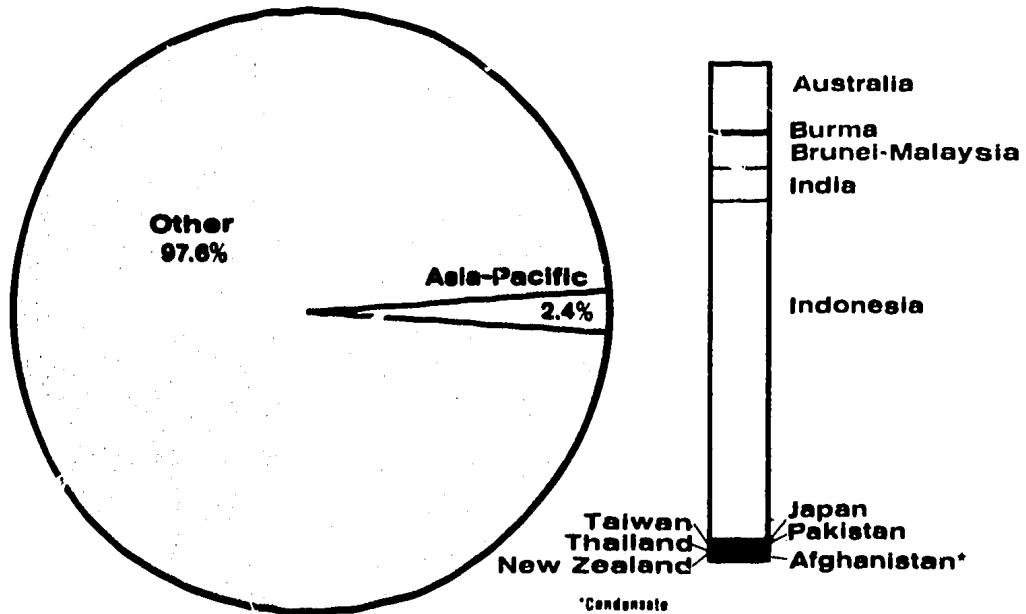 Other
97.6%
Asia-Pacific
2.4%
Australia
Burma
Brunei-Malaysia
India
Indonesia
Taiwan
Thailand
New Zealand
Japan
Pakistan
Afghanistan*
*Condensate